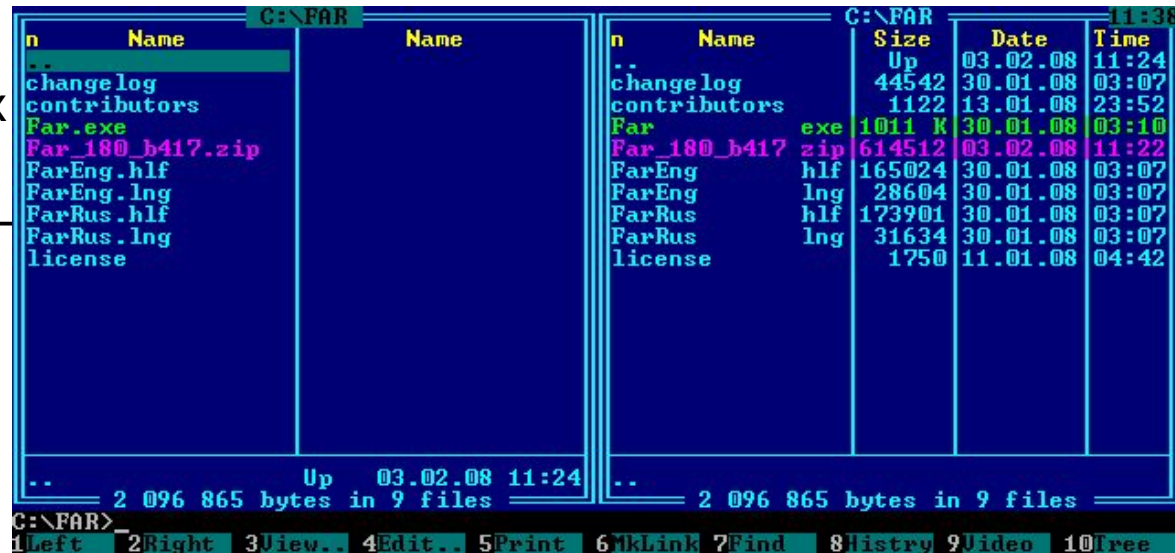 C:\FAR C:\FAR 11:38
n Name Name n Name Size Date Time
.. .. Up 03.02.08 11:24
changelog changelog 44542 30.01.08 03:07
contributors contributors 1122 13.01.08 23:52
Far.exe Far exe 1011 K 30.01.08 03:10
Far_180_b417.zip Far_180_b417 zip 614512 03.02.08 11:22
FarEng.hlf FarEng hlf 165024 30.01.08 03:07
FarEng.lng FarEng lng 28604 30.01.08 03:07
FarRus.hlf FarRus hlf 173901 30.01.08 03:07
FarRus.lng FarRus lng 31634 30.01.08 03:07
license license 1750 11.01.08 04:42
.. Up 03.02.08 11:24 ..
2 096 865 bytes in 9 files 2 096 865 bytes in 9 files
C:\FAR>_
1Left 2Right 3View.. 4Edit.. 5Print 6MkLink 7Find 8Histry 9Video 10Tree